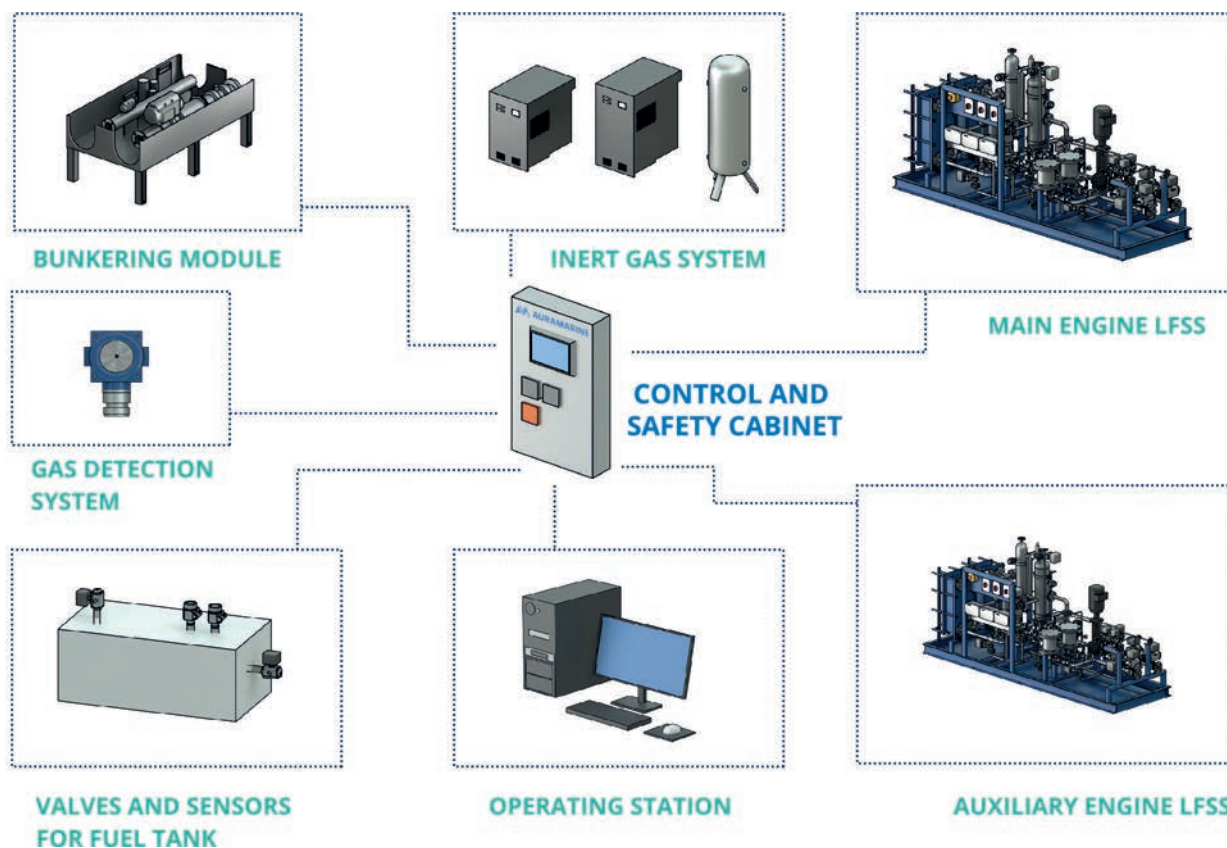 BUNKERING MODULE
INERT GAS SYSTEM
MAIN ENGINE LFSS
GAS DETECTION
SYSTEM
AURAMARINE
CONTROL AND
SAFETY CABINET
VALVES AND SENSORS
FOR FUEL TANK
OPERATING STATION
AUXILIARY ENGINE LFSS